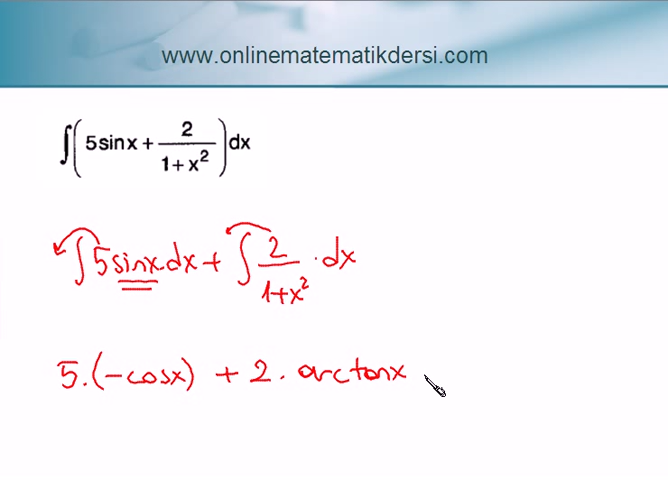 www.onlinematematikdersi.com
∫(5sinx + 2/(1+x²))dx
∫5sinx.dx + ∫2/(1+x²) . dx
5.(-cosx) + 2. arctanx